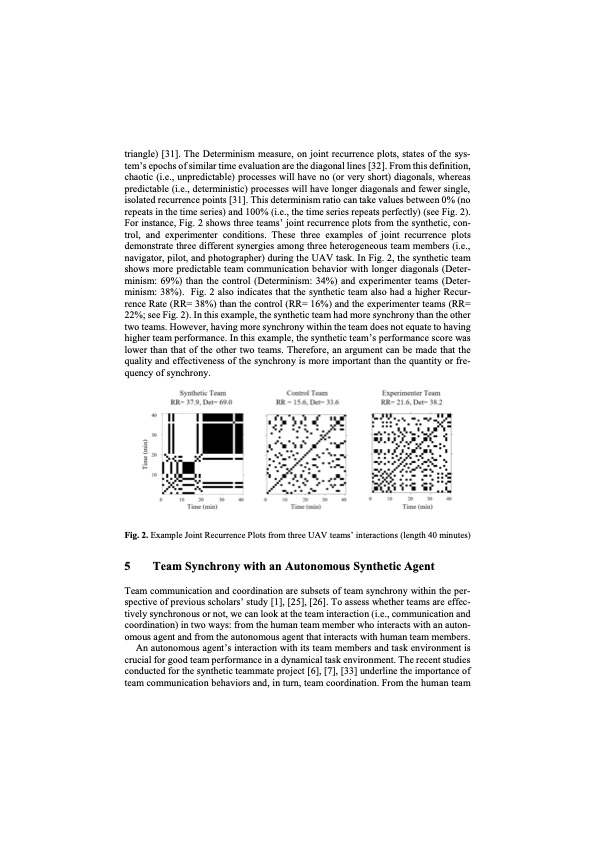 triangle) [31]. The Determinism measure, on joint recurrence plots, states of the sys-
tem's epochs of similar time evaluation are the diagonal lines [32]. From this definition,
chaotic (i.e., unpredictable) processes will have no (or very short) diagonals, whereas
predictable (i.e., deterministic) processes will have longer diagonals and fewer single,
isolated recurrence points [31]. This determinism ratio can take values between 0% (no
repeats in the time series) and 100% (i.e., the time series repeats perfectly) (see Fig. 2).
For instance, Fig. 2 shows three teams' joint recurrence plots from the synthetic, con-
trol, and experimenter conditions. These three examples of joint recurrence plots
demonstrate three different synergies among three heterogeneous team members (i.e.,
navigator, pilot, and photographer) during the UAV task. In Fig. 2, the synthetic team
shows more predictable team communication behavior with longer diagonals (Deter-
minism: 69%) than the control (Determinism: 34%) and experimenter teams (Deter-
minism: 38%). Fig. 2 also indicates that the synthetic team also had a higher Recur-
rence Rate (RR= 38%) than the control (RR= 16%) and the experimenter teams (RR=
22%; see Fig. 2). In this example, the synthetic team had more synchrony than the other
two teams. However, having more synchrony within the team does not equate to having
higher team performance. In this example, the synthetic team's performance score was
lower than that of the other two teams. Therefore, an argument can be made that the
quality and effectiveness of the synchrony is more important than the quantity or fre-
quency of synchrony.
Synthetic Team Control Team Experimenter Team
RR= 37.9, Det= 69.0 RR = 15.6, Det= 33.6 RR= 21.6, Det= 38.2
40
30
20
10
Time (min)
0 10 20 30 40 0 10 20 30 40 0 10 20 30 40
Time (min) Time (min) Time (min)
Fig. 2. Example Joint Recurrence Plots from three UAV teams' interactions (length 40 minutes)
5 Team Synchrony with an Autonomous Synthetic Agent
Team communication and coordination are subsets of team synchrony within the per-
spective of previous scholars' study [1], [25], [26]. To assess whether teams are effec-
tively synchronous or not, we can look at the team interaction (i.e., communication and
coordination) in two ways: from the human team member who interacts with an auton-
omous agent and from the autonomous agent that interacts with human team members.
An autonomous agent's interaction with its team members and task environment is
crucial for good team performance in a dynamical task environment. The recent studies
conducted for the synthetic teammate project [6], [7], [33] underline the importance of
team communication behaviors and, in turn, team coordination. From the human team